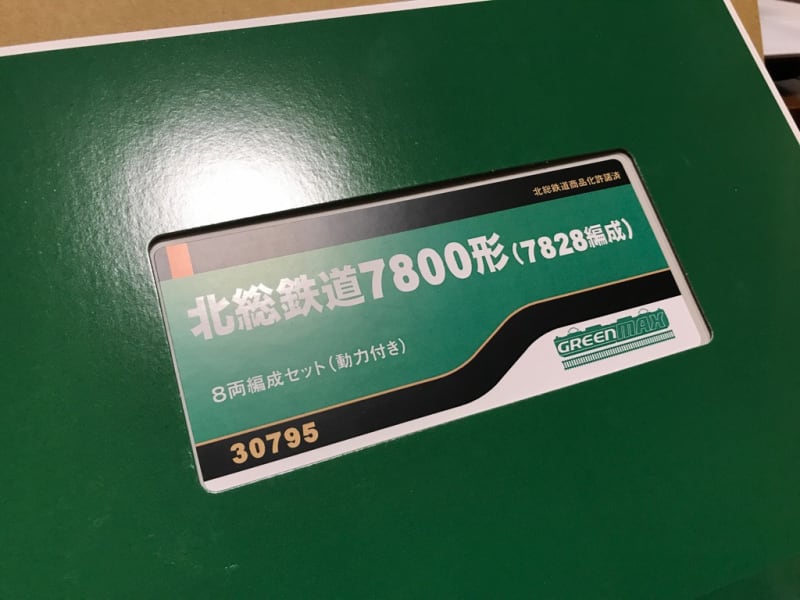 北総鉄道商品化許諾済
北総鉄道7800形(7828編成)
GREENMAX
8両編成セット(動力付き)
30795